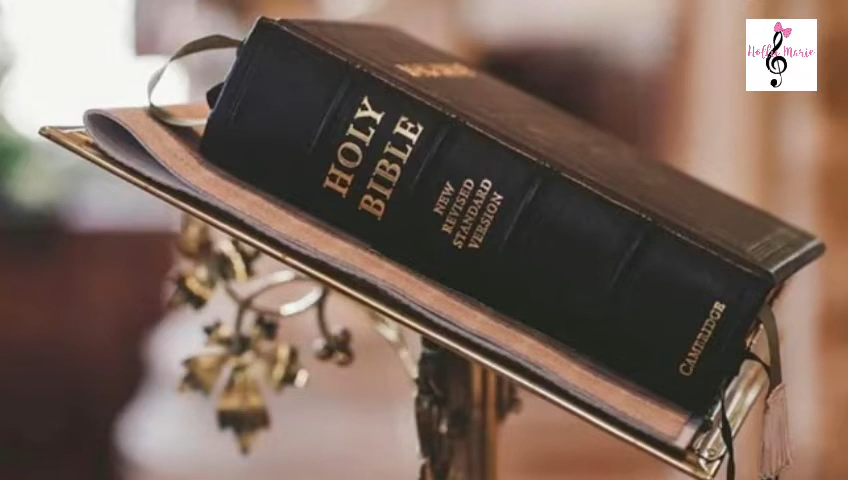 HOLY
BIBLE
NEW
REVISED
STANDARD
VERSION
CAMBRIDGE
Marie